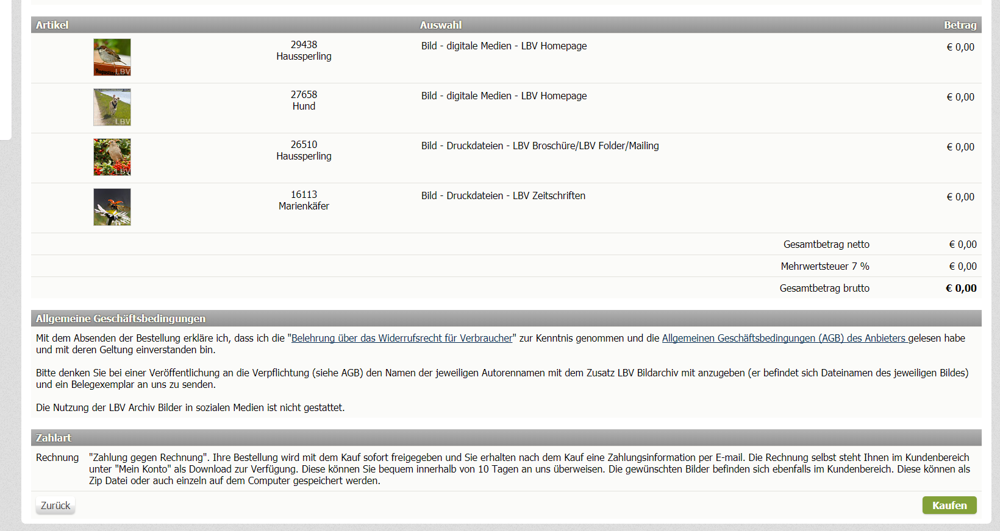 Artikel Auswahl Betrag
29438 Bild - digitale Medien - LBV Homepage € 0,00
Haussperling
LBV
27658 Bild - digitale Medien - LBV Homepage € 0,00
Hund
LBV
26510 Bild - Druckdateien - LBV Broschüre/LBV Folder/Mailing € 0,00
Haussperling
LBV
16113 Bild - Druckdateien - LBV Zeitschriften € 0,00
Marienkäfer
Gesamtbetrag netto € 0,00
Mehrwertsteuer 7 % € 0,00
Gesamtbetrag brutto € 0,00
Allgemeine Geschäftsbedingungen
Mit dem Absenden der Bestellung erkläre ich, dass ich die "Belehrung über das Widerrufsrecht für Verbraucher" zur Kenntnis genommen und die Allgemeinen Geschäftsbedingungen (AGB) des Anbieters gelesen habe
und mit deren Geltung einverstanden bin.
Bitte denken Sie bei einer Veröffentlichung an die Verpflichtung (siehe AGB) den Namen der jeweiligen Autorennamen mit dem Zusatz LBV Bildarchiv mit anzugeben (er befindet sich Dateinamen des jeweiligen Bildes)
und ein Belegexemplar an uns zu senden.
Die Nutzung der LBV Archiv Bilder in sozialen Medien ist nicht gestattet.
Zahlart
Rechnung "Zahlung gegen Rechnung". Ihre Bestellung wird mit dem Kauf sofort freigegeben und Sie erhalten nach dem Kauf eine Zahlungsinformation per E-mail. Die Rechnung selbst steht Ihnen im Kundenbereich
unter "Mein Konto" als Download zur Verfügung. Diese können Sie bequem innerhalb von 10 Tagen an uns überweisen. Die gewünschten Bilder befinden sich ebenfalls im Kundenbereich. Diese können als
Zip Datei oder auch einzeln auf dem Computer gespeichert werden.
Zurück Kaufen